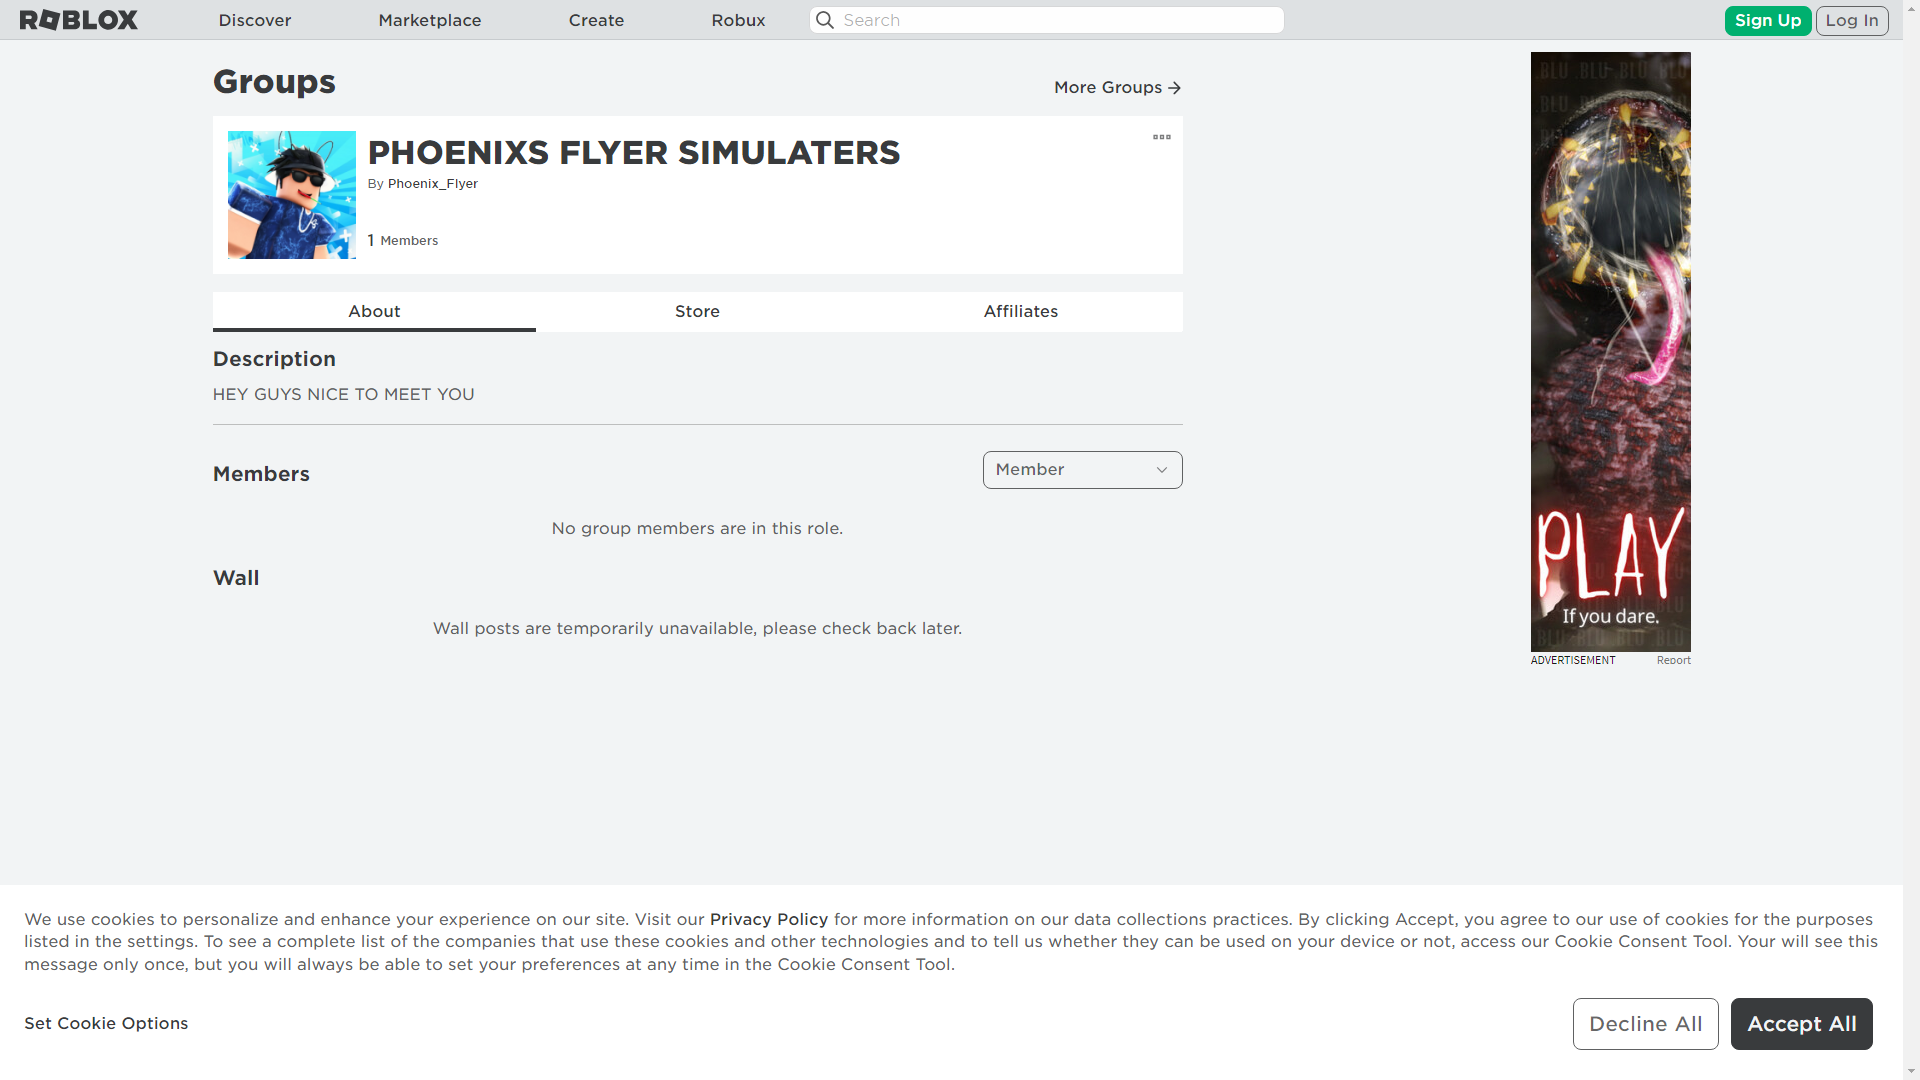 ROBLOX Discover Marketplace Create Robux Search Sign Up Log In
Groups
More Groups
PHOENIXS FLYER SIMULATERS
By Phoenix_Flyer
1 Members
About Store Affiliates
Description
HEY GUYS NICE TO MEET YOU
Members
Member
No group members are in this role.
Wall
Wall posts are temporarily unavailable, please check back later.
PLAY
If you dare.
ADVERTISEMENT Report
We use cookies to personalize and enhance your experience on our site. Visit our Privacy Policy for more information on our data collections practices. By clicking Accept, you agree to our use of cookies for the purposes
listed in the settings. To see a complete list of the companies that use these cookies and other technologies and to tell us whether they can be used on your device or not, access our Cookie Consent Tool. Your will see this
message only once, but you will always be able to set your preferences at any time in the Cookie Consent Tool.
Set Cookie Options
Decline All
Accept All